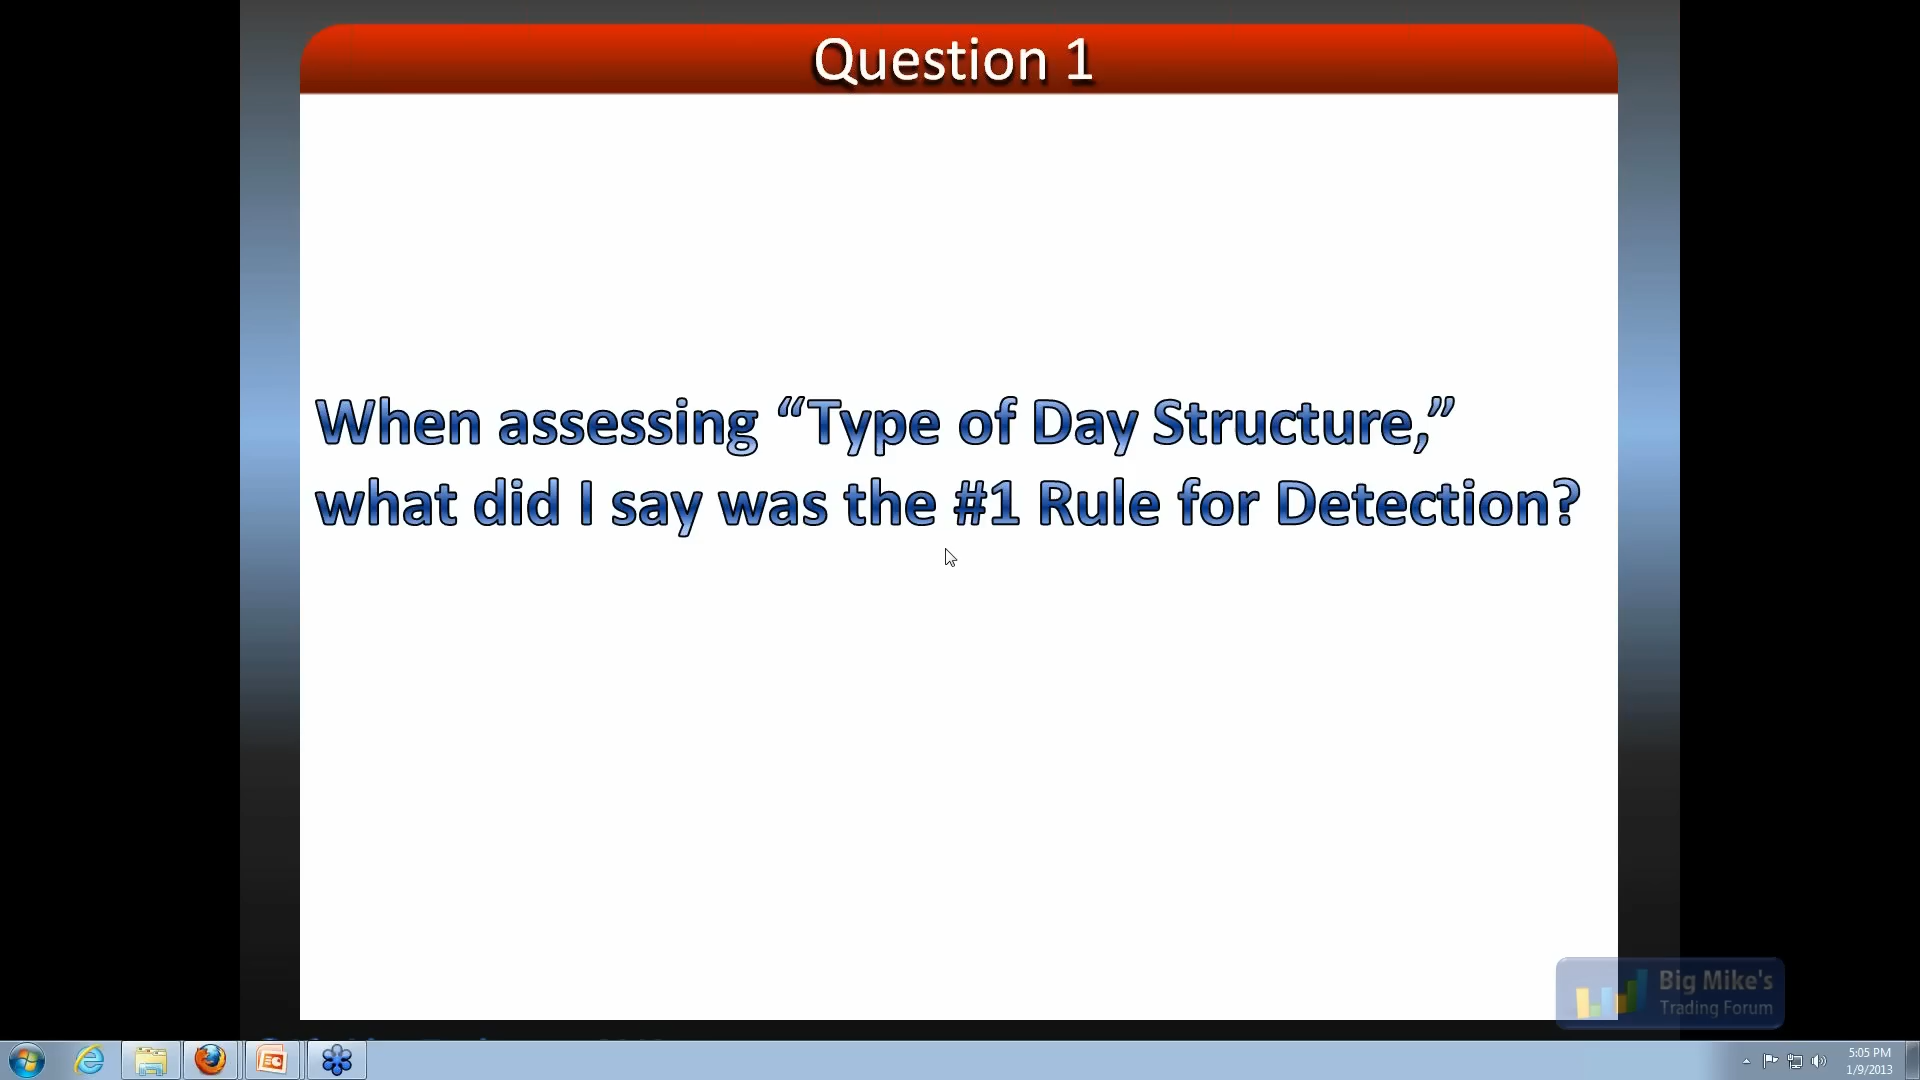 Question 1
When assessing “Type of Day Structure,”
what did I say was the #1 Rule for Detection?
Big Mike's
Trading Forum
5:05 PM
1/9/2013